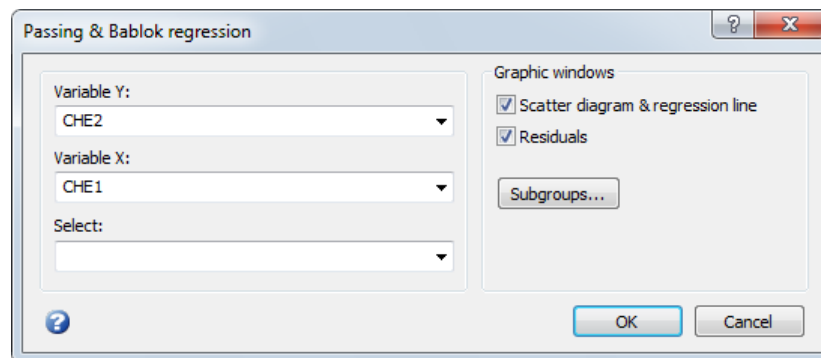 Passing & Bablok regression
Variable Y:
CHE2
Variable X:
CHE1
Select:
Graphic windows
Scatter diagram & regression line
Residuals
Subgroups...
OK
Cancel